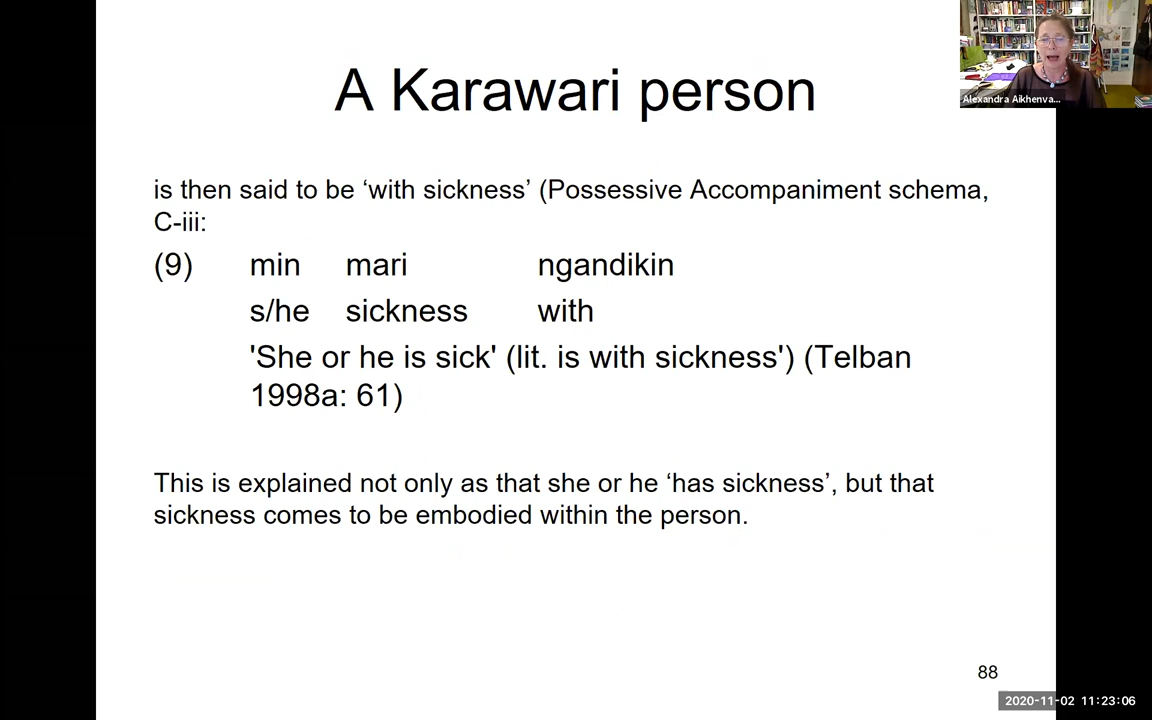 A Karawari person
Alexandra Aikhenva...
is then said to be ‘with sickness’ (Possessive Accompaniment schema,
C-iii:
(9) min mari ngandikin
s/he sickness with
'She or he is sick' (lit. is with sickness') (Telban
1998a: 61)
This is explained not only as that she or he ‘has sickness’, but that
sickness comes to be embodied within the person.
88
2020-11-02 11:23:06